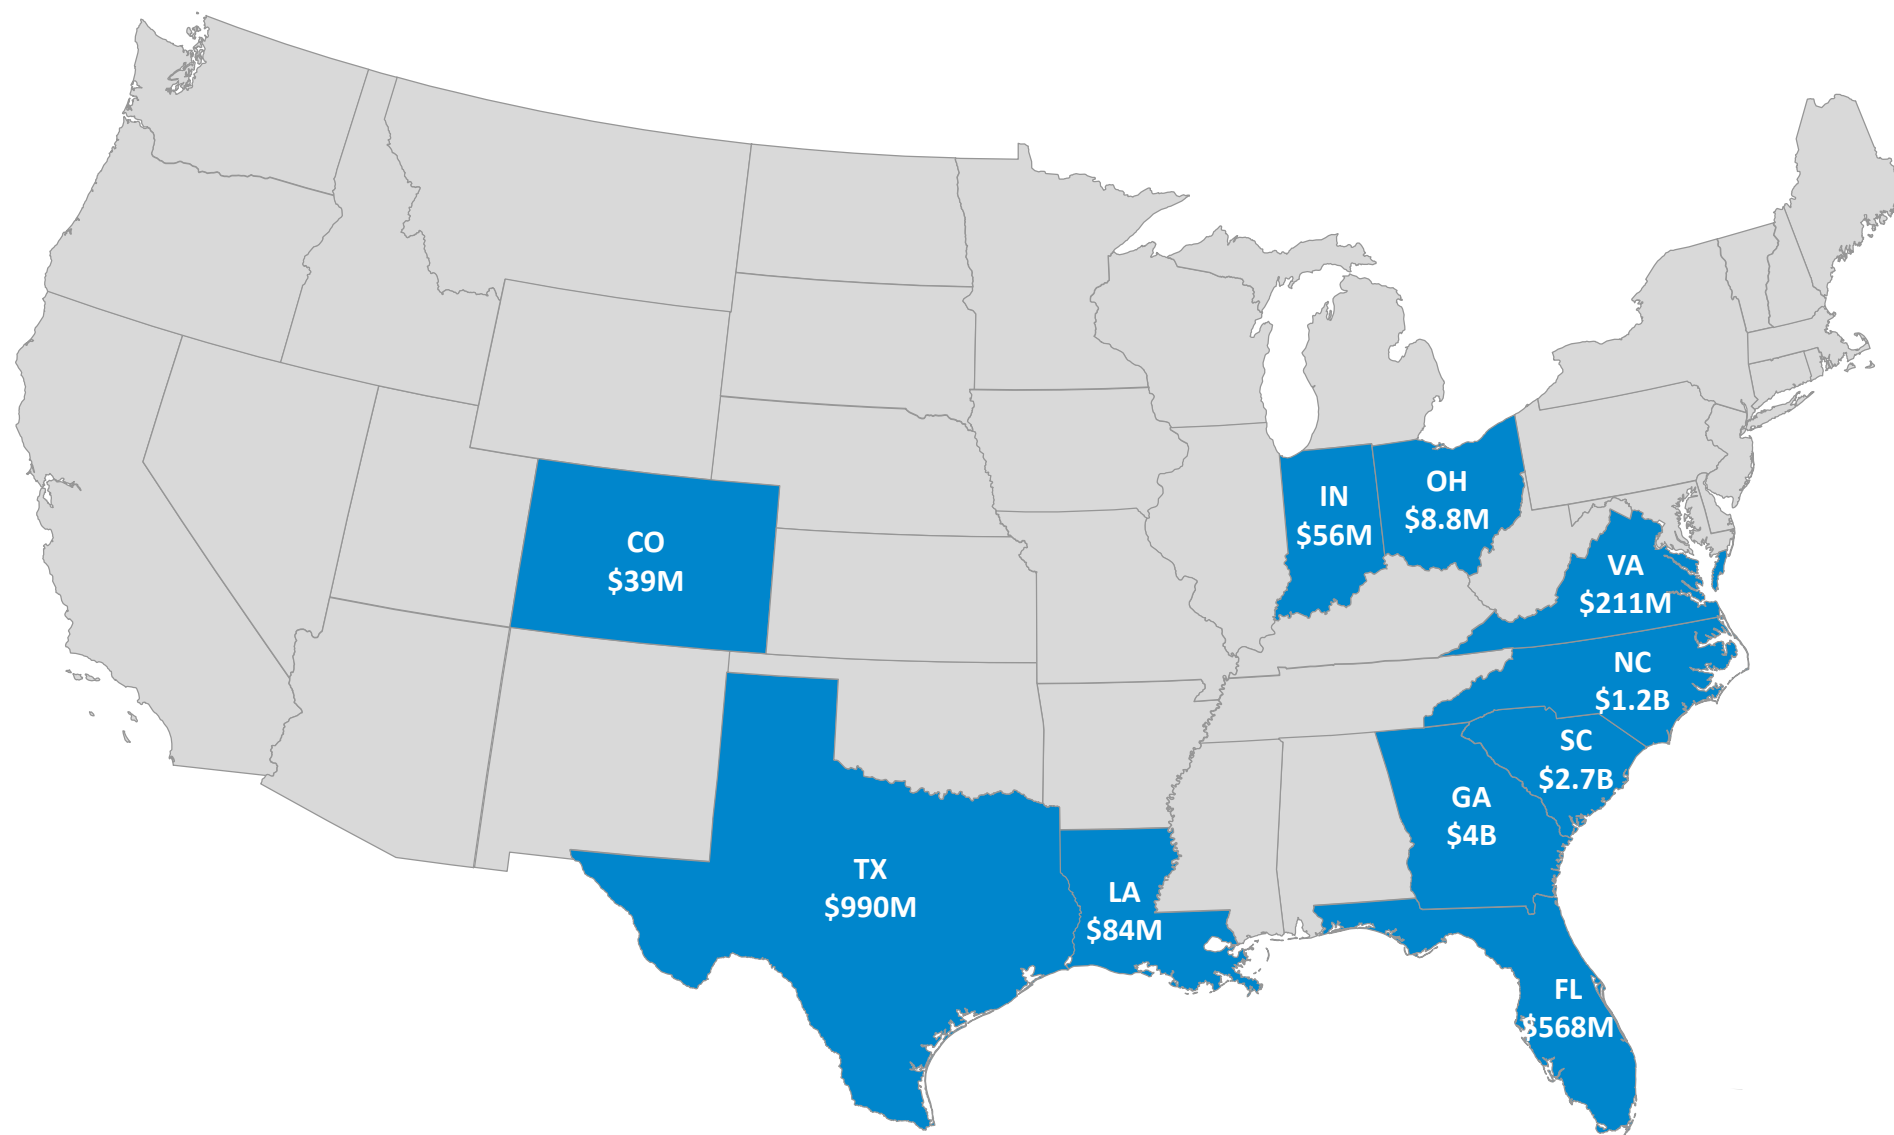 IN
$56M
OH
$8.8M
CO
$39M
VA
$211M
NC
$1.2B
SC
$2.7B
GA
$4B
TX
$990M
LA
$84M
FL
$568M